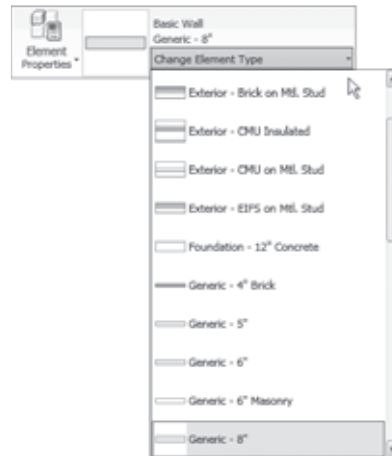 Element
Properties
Basic Wall
Generic - 8"
Change Element Type
Exterior - Brick on Mtl. Stud
Exterior - CMU Insulated
Exterior - CMU on Mtl. Stud
Exterior - EIFS on Mtl. Stud
Foundation - 12" Concrete
Generic - 4" Brick
Generic - 5"
Generic - 6"
Generic - 6" Masonry
Generic - 8"